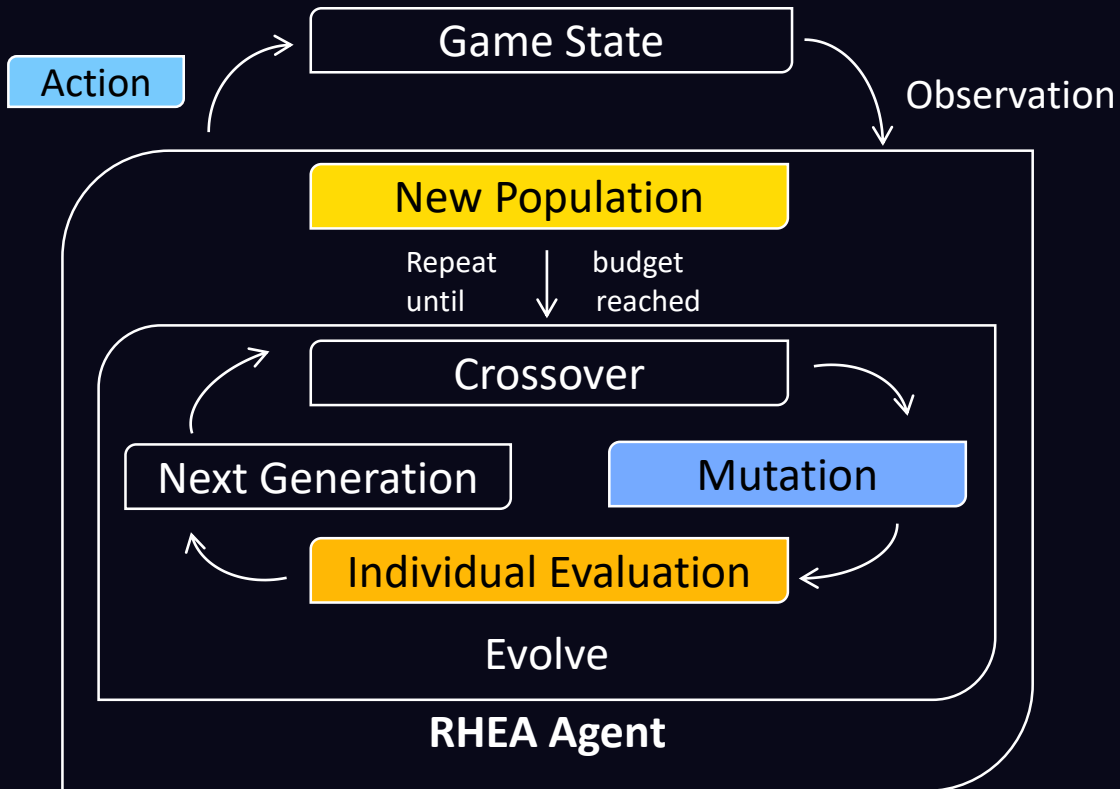 Game State
Action
Observation
New Population
Repeat budget
until reached
Crossover
Next Generation
Mutation
Individual Evaluation
Evolve
RHEA Agent